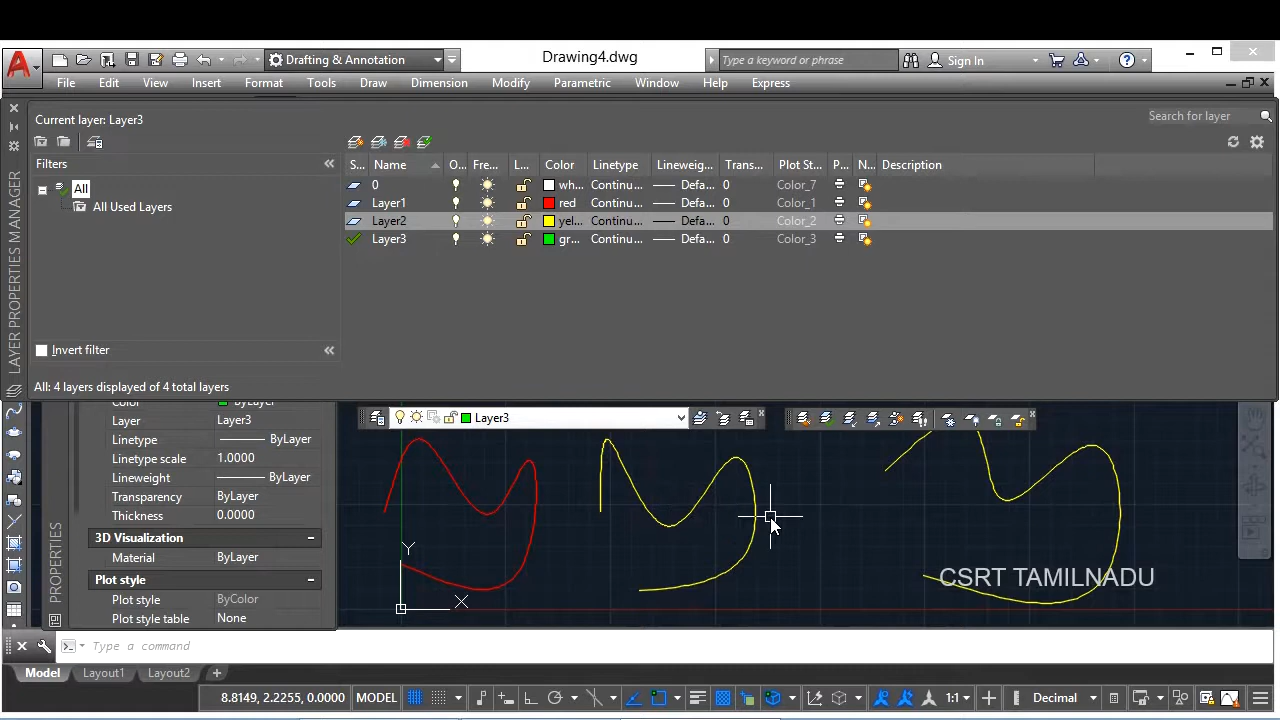 Drafting & Annotation
Drawing4.dwg
Type a keyword or phrase
Sign In
File Edit View Insert Format Tools Draw Dimension Modify Parametric Window Help Express
Current layer: Layer3
Search for layer
Filters
S... Name O.. Fre... L... Color Linetype Lineweig... Trans... Plot St... P... N... Description
All
All Used Layers
0 wh... Continu... Defa... 0 Color_7
Layer1 red Continu... Defa... 0 Color_1
Layer2 yel... Continu... Defa... 0 Color_2
Layer3 gr... Continu... Defa... 0 Color_3
LAYER PROPERTIES MANAGER
Invert filter
All: 4 layers displayed of 4 total layers
Color ByLayer
Layer Layer3
Linetype ByLayer
Linetype scale 1.0000
Lineweight ByLayer
Transparency ByLayer
Thickness 0.0000
3D Visualization
Material ByLayer
Plot style
Plot style ByColor
Plot style table None
PROPERTIES
Layer3
Y
X
CSRT TAMILNADU
Type a command
Model Layout1 Layout2 +
8.8149, 2.2255, 0.0000 MODEL 1:1 Decimal